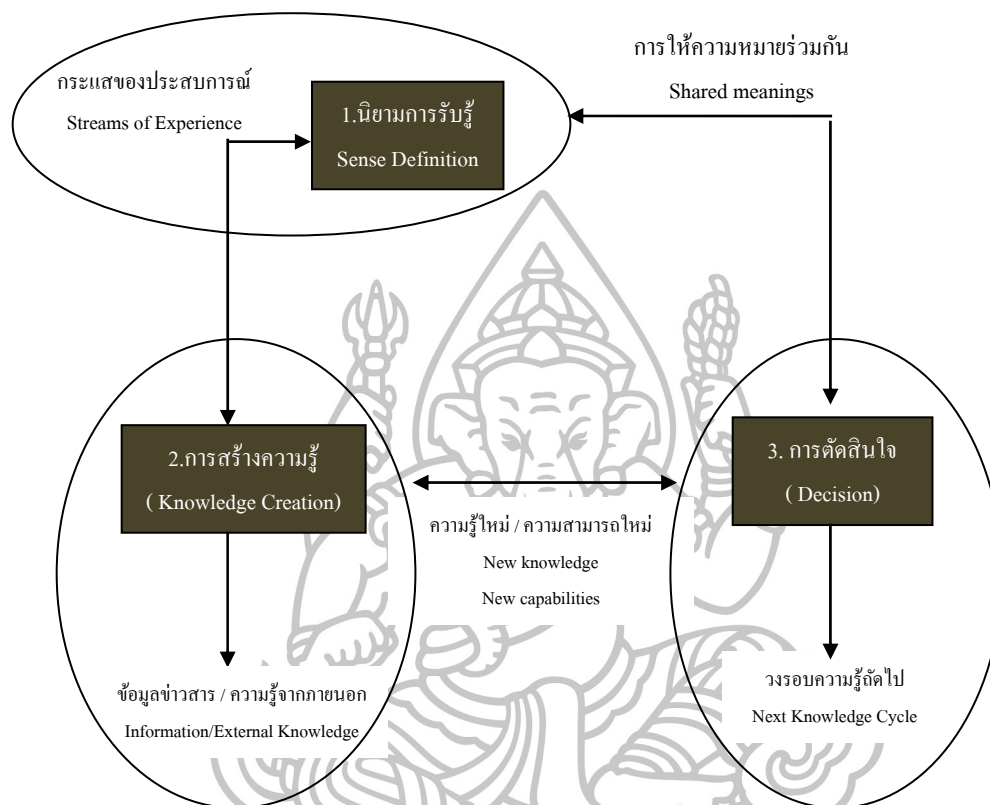 กระแสของประสบการณ์
Streams of Experience
1.นิยามการรับรู้
Sense Definition
การให้ความหมายร่วมกัน
Shared meanings
2.การสร้างความรู้
( Knowledge Creation)
3. การตัดสินใจ
( Decision)
ความรู้ใหม่ / ความสามารถใหม่
New knowledge
New capabilities
ข้อมูลข่าวสาร / ความรู้จากภายนอก
Information/External Knowledge
วงรอบความรู้ถัดไป
Next Knowledge Cycle